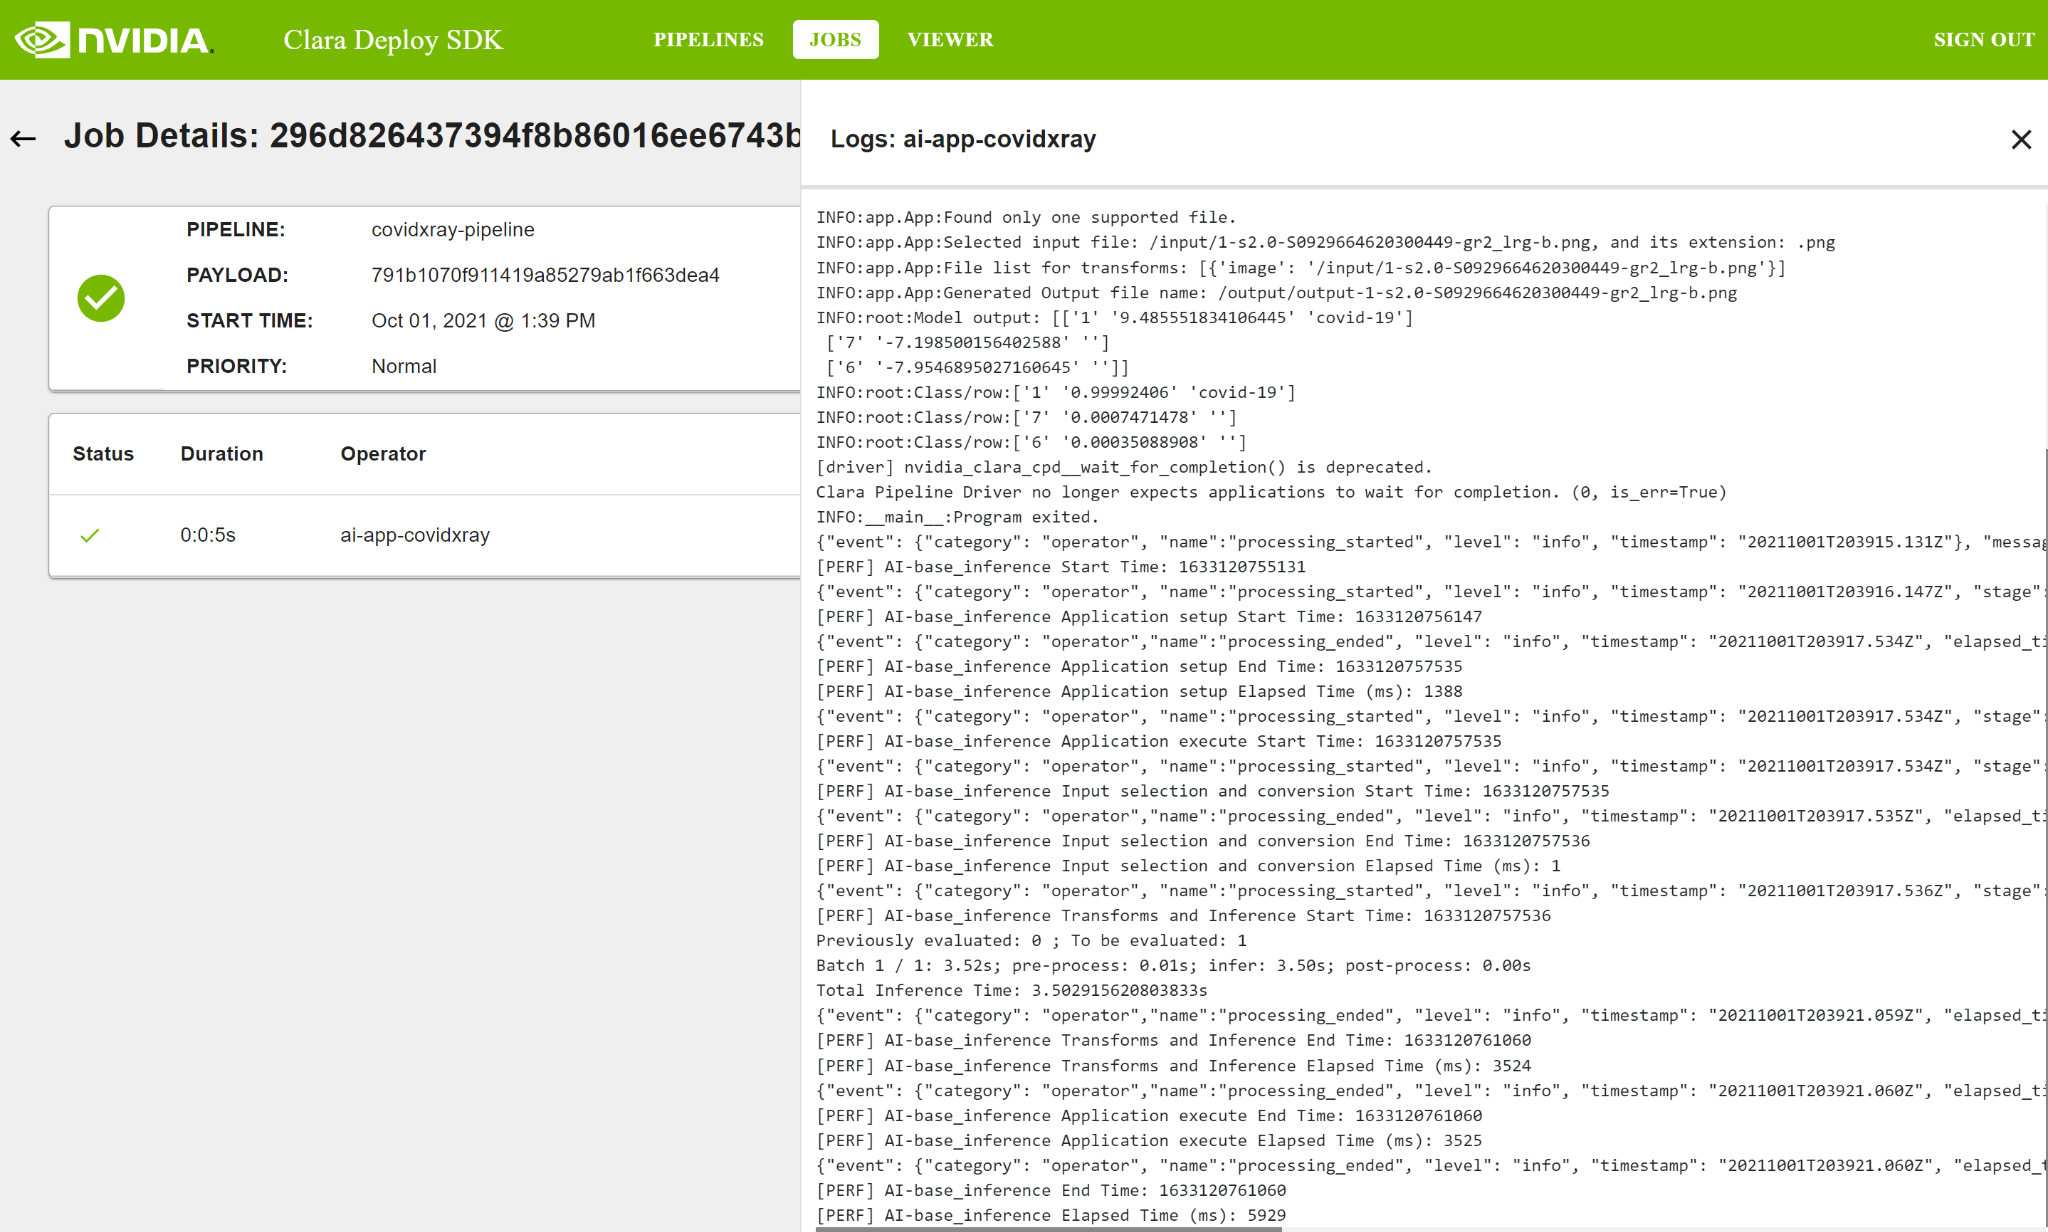 NVIDIA.
Clara Deploy SDK
PIPELINES
JOBS
VIEWER
SIGN OUT
Job Details: 296d826437394f8b86016ee6743b
PIPELINE: covidxray-pipeline
PAYLOAD: 791b1070f911419a85279ab1f663dea4
START TIME: Oct 01, 2021 @ 1:39 PM
PRIORITY: Normal
Status Duration Operator
0:0:5s ai-app-covidxray
Logs: ai-app-covidxray
INFO:app.App:Found only one supported file.
INFO:app.App:Selected input file: /input/1-s2.0-S0929664620300449-gr2_lrg-b.png, and its extension: .png
INFO:app.App:File list for transforms: [{'image': '/input/1-s2.0-S0929664620300449-gr2_lrg-b.png'}]
INFO:app.App:Generated Output file name: /output/output-1-s2.0-S0929664620300449-gr2_lrg-b.png
INFO:root:Model output: [['1' '9.485551834106445' 'covid-19']
['7' '-7.198500156402588' '']
['6' '-7.9546895027160645' '']]
INFO:root:Class/row:['1' '0.99992406' 'covid-19']
INFO:root:Class/row:['7' '0.0007471478' '']
INFO:root:Class/row:['6' '0.00035088908' '']
[driver] nvidia_clara_cpd__wait_for_completion() is deprecated.
Clara Pipeline Driver no longer expects applications to wait for completion. (0, is_err=True)
INFO:__main__:Program exited.
{"event": {"category": "operator", "name":"processing_started", "level": "info", "timestamp": "20211001T203915.131Z"}, "messag
[PERF] AI-base_inference Start Time: 1633120755131
{"event": {"category": "operator", "name":"processing_started", "level": "info", "timestamp": "20211001T203916.147Z", "stage":
[PERF] AI-base_inference Application setup Start Time: 1633120756147
{"event": {"category": "operator","name":"processing_ended", "level": "info", "timestamp": "20211001T203917.534Z", "elapsed_ti
[PERF] AI-base_inference Application setup End Time: 1633120757535
[PERF] AI-base_inference Application setup Elapsed Time (ms): 1388
{"event": {"category": "operator", "name":"processing_started", "level": "info", "timestamp": "20211001T203917.534Z", "stage":
[PERF] AI-base_inference Application execute Start Time: 1633120757535
{"event": {"category": "operator", "name":"processing_started", "level": "info", "timestamp": "20211001T203917.534Z", "stage":
[PERF] AI-base_inference Input selection and conversion Start Time: 1633120757535
{"event": {"category": "operator","name":"processing_ended", "level": "info", "timestamp": "20211001T203917.535Z", "elapsed_ti
[PERF] AI-base_inference Input selection and conversion End Time: 1633120757536
[PERF] AI-base_inference Input selection and conversion Elapsed Time (ms): 1
{"event": {"category": "operator", "name":"processing_started", "level": "info", "timestamp": "20211001T203917.536Z", "stage":
[PERF] AI-base_inference Transforms and Inference Start Time: 1633120757536
Previously evaluated: 0 ; To be evaluated: 1
Batch 1 / 1: 3.52s; pre-process: 0.01s; infer: 3.50s; post-process: 0.00s
Total Inference Time: 3.502915620803833s
{"event": {"category": "operator","name":"processing_ended", "level": "info", "timestamp": "20211001T203921.059Z", "elapsed_ti
[PERF] AI-base_inference Transforms and Inference End Time: 1633120761060
[PERF] AI-base_inference Transforms and Inference Elapsed Time (ms): 3524
{"event": {"category": "operator","name":"processing_ended", "level": "info", "timestamp": "20211001T203921.060Z", "elapsed_ti
[PERF] AI-base_inference Application execute End Time: 1633120761060
[PERF] AI-base_inference Application execute Elapsed Time (ms): 3525
{"event": {"category": "operator", "name":"processing_ended", "level": "info", "timestamp": "20211001T203921.060Z", "elapsed_t
[PERF] AI-base_inference End Time: 1633120761060
[PERF] AI-base_inference Elapsed Time (ms): 5929